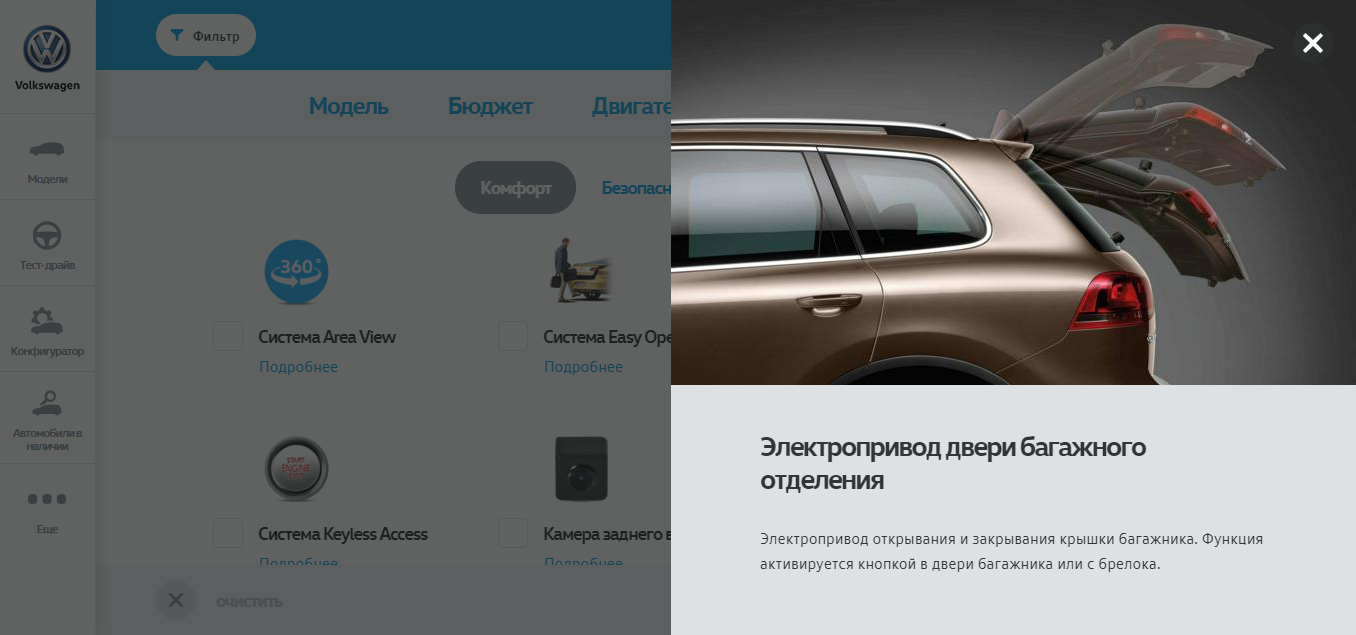 Volkswagen
Модели
Тест-драйв
Конфигуратор
Автомобили в
наличии
Еще
Фильтр
Модель Бюджет Двигате
Комфорт Безопасн
360°
Система Area View
Подробнее
Система Easy Ope
Подробнее
START
ENGINE
Система Keyless Access
Подробнее
Камера заднего в
Подробнее
очистить
Электропривод двери багажного
отделения
Электропривод открывания и закрывания крышки багажника. Функция
активируется кнопкой в двери багажника или с брелока.